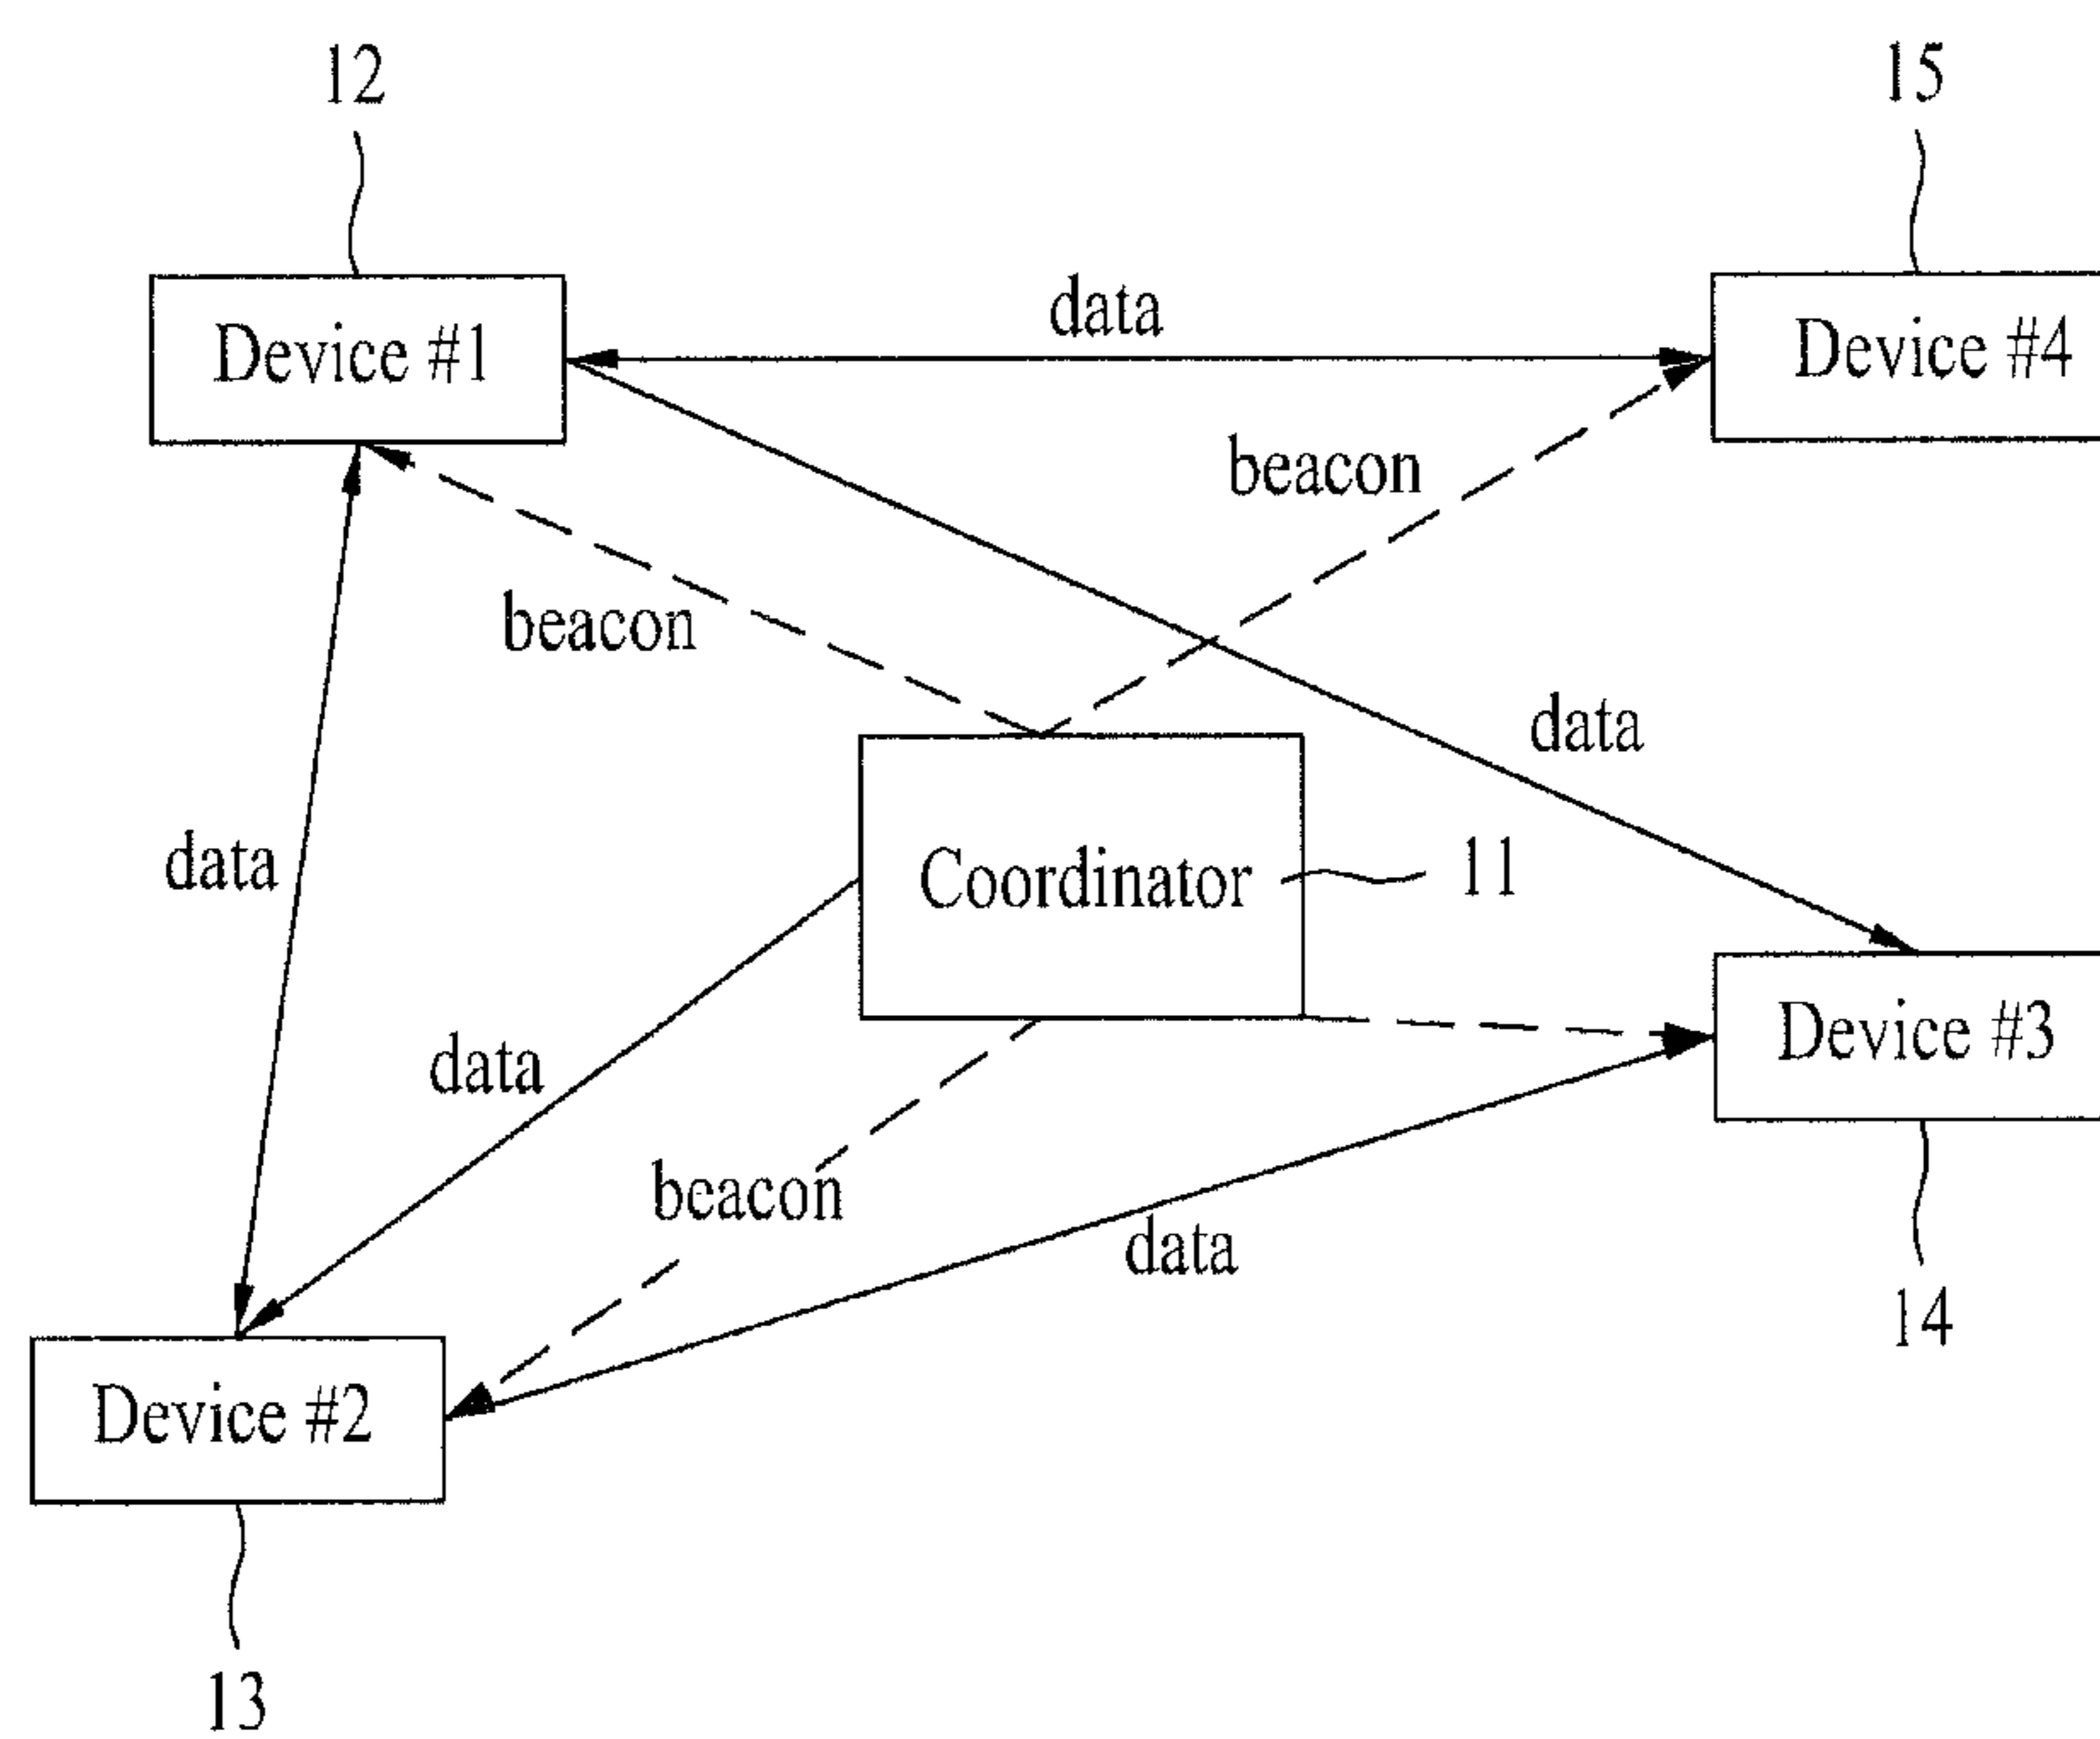 12
15
Device #1
data
Device #4
beacon
beacon
data
data
Coordinator
11
data
Device #3
beacon
data
14
Device #2
13